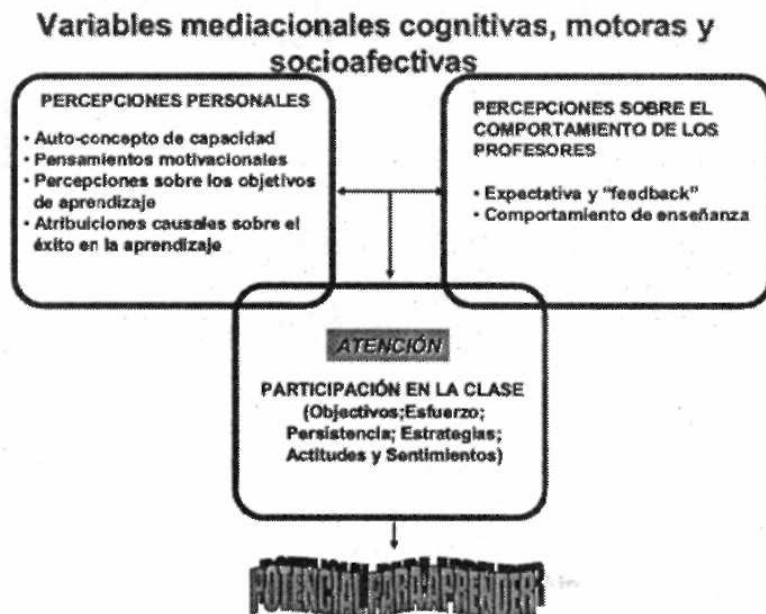 Variables mediacionales cognitivas, motoras y
socioafectivas
PERCEPCIONES PERSONALES
• Auto-concepto de capacidad
• Pensamientos motivacionales
• Percepciones sobre los objetivos
de aprendizaje
• Atribuiciones causales sobre el
éxito en la aprendizaje
PERCEPCIONES SOBRE EL
COMPORTAMIENTO DE LOS
PROFESORES
• Expectativa y "feedback"
• Comportamiento de enseñanza
ATENCIÓN
PARTICIPACIÓN EN LA CLASE
(Objectivos;Esfuerzo;
Persistencia; Estrategias;
Actitudes y Sentimientos)
POTENCIAL PARA APRENDER